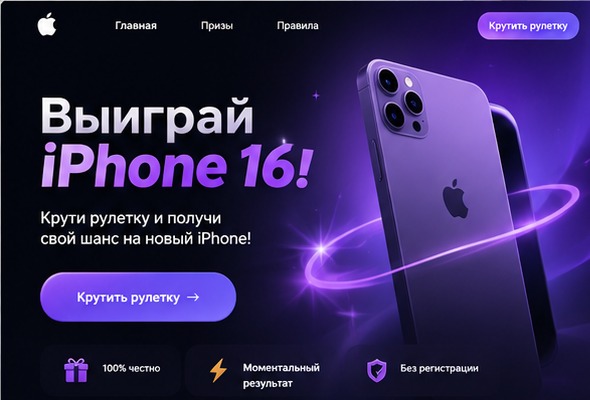 Главная
Призы
Правила
Крутить рулетку
Выиграй
iPhone 16!
Крути рулетку и получи
свой шанс на новый iPhone!
Крутить рулетку →
100% честно
Моментальный
результат
Без регистрации